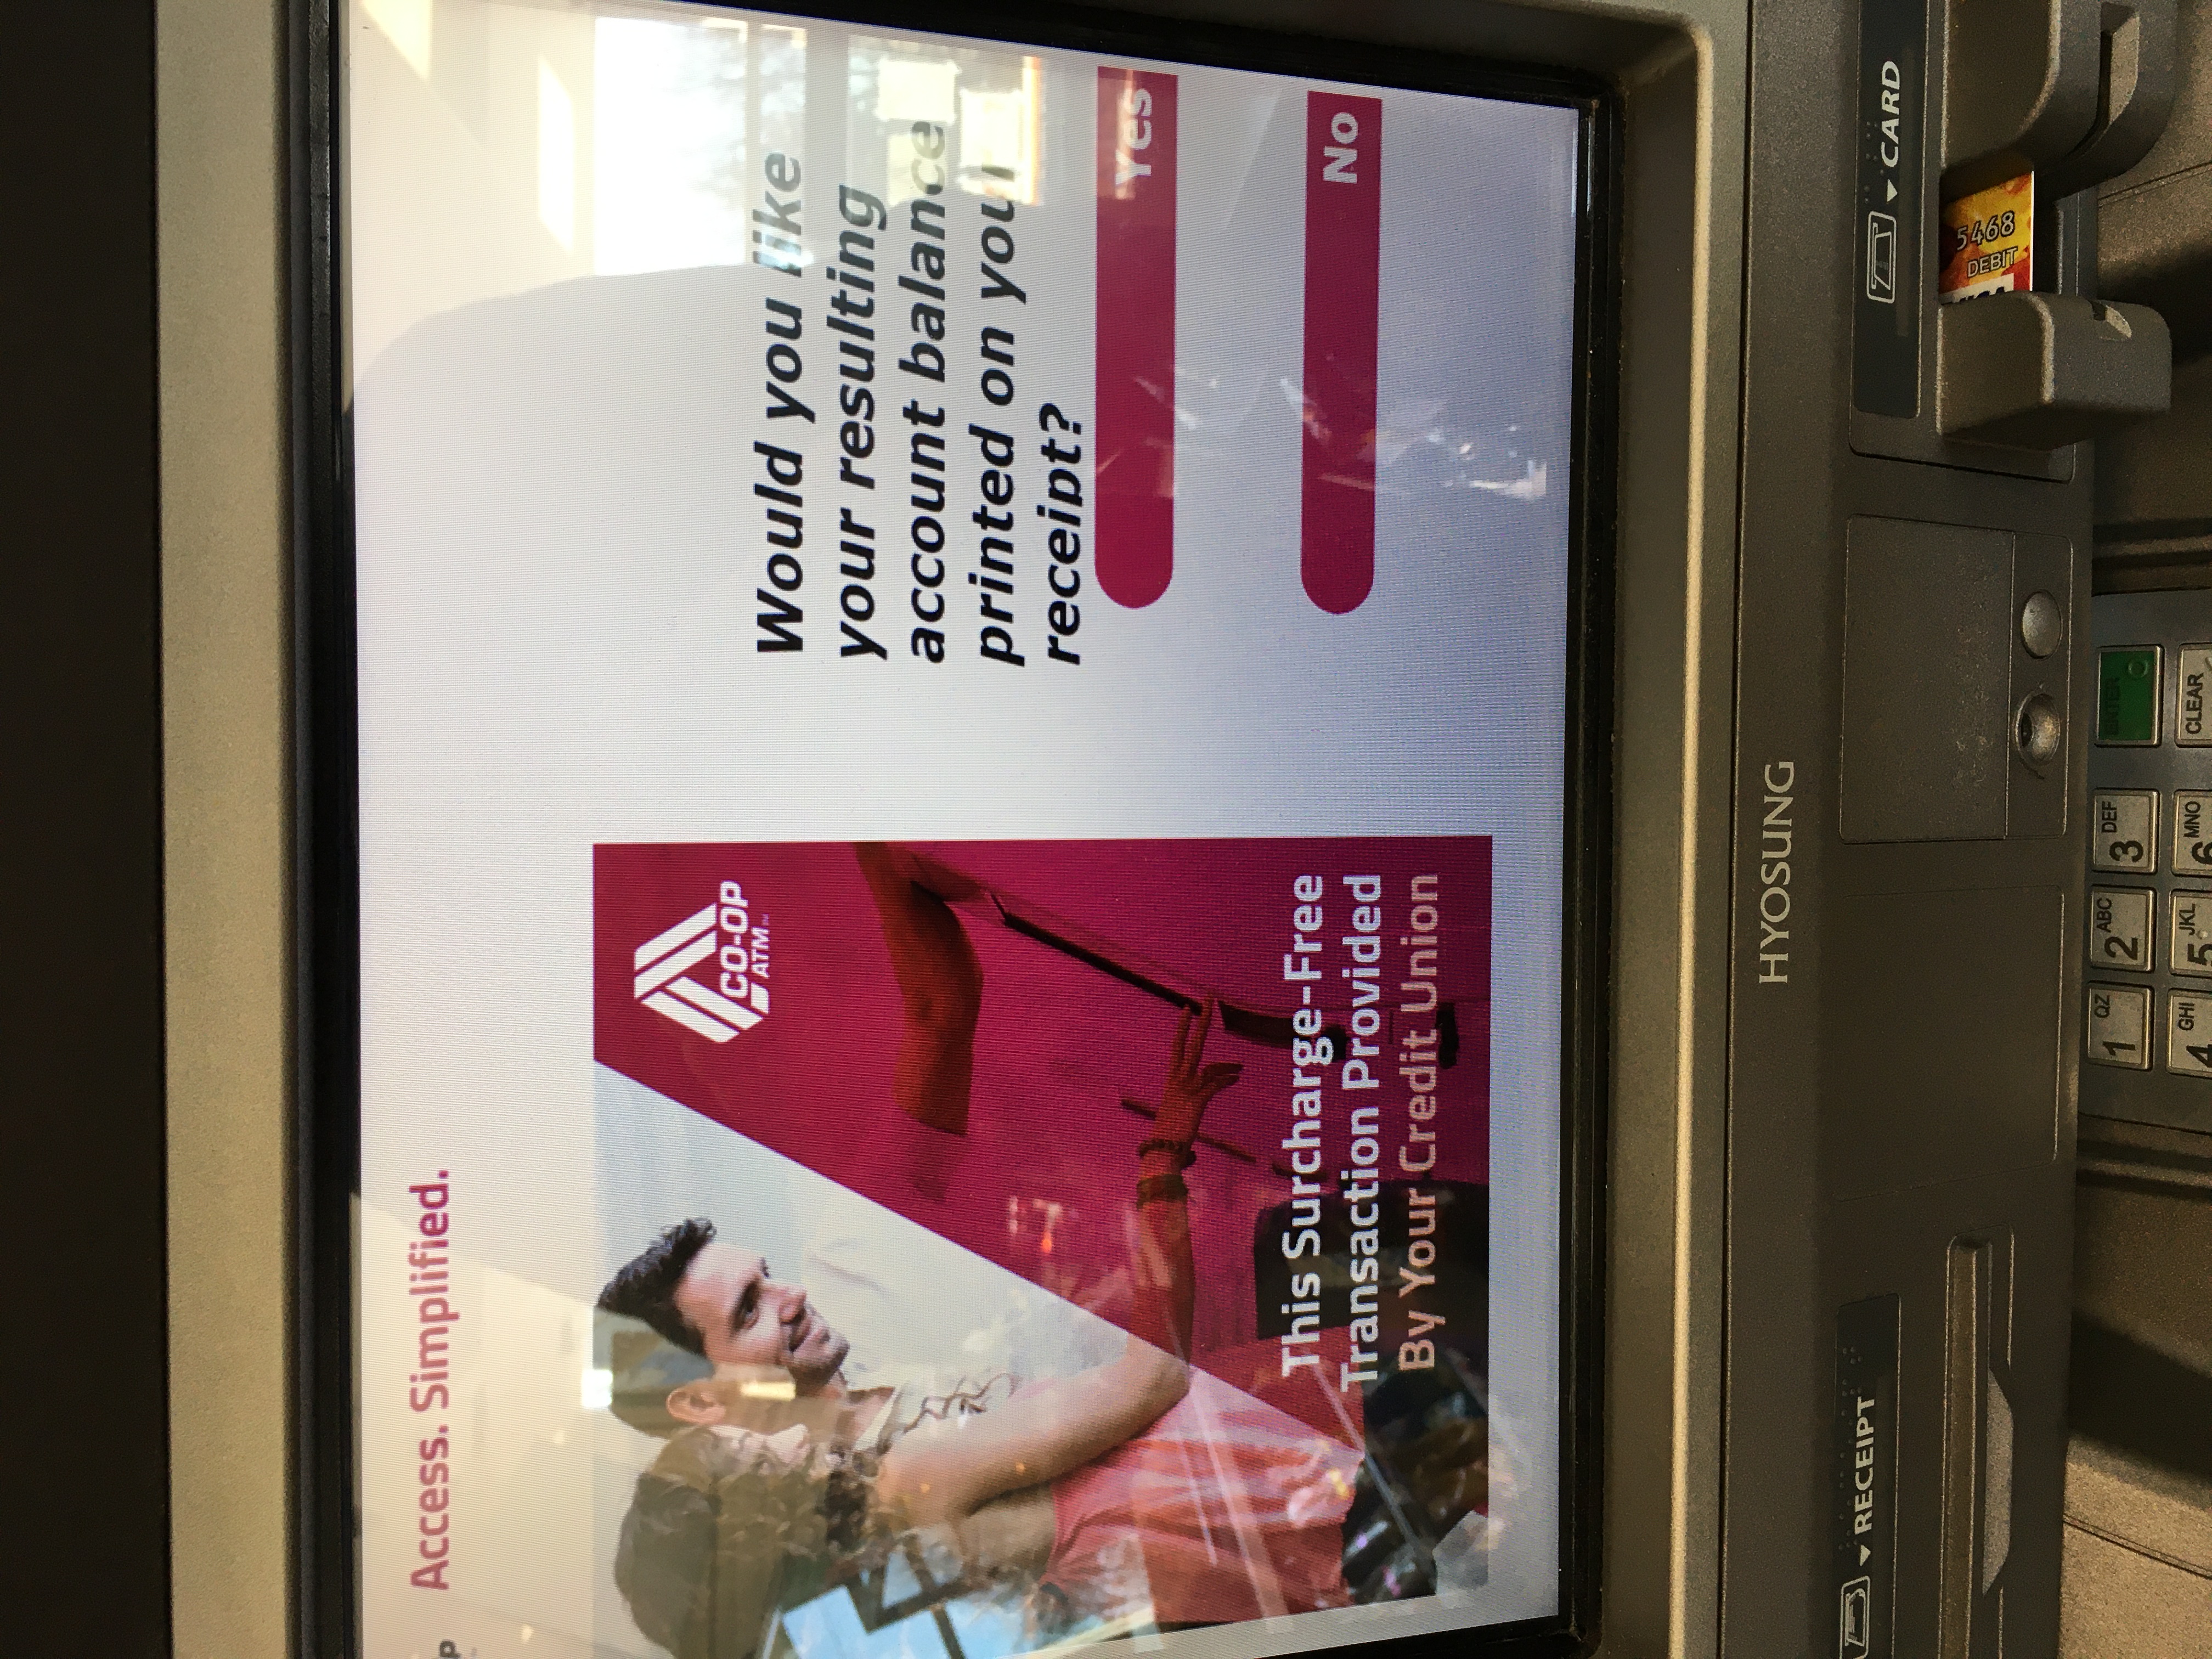 Access. Simplified.
CO-OP
ATM
Would you like
your resulting
account balance
printed on your
receipt?
Yes
No
This Surcharge-Free
Transaction Provided
By Your Credit Union
HYOSUNG
RECEIPT
CARD
5468
DEBIT
1 QZ
2 ABC
3 DEF
ENTER
4 GHI
5 JKL
6 MNO
CLEAR